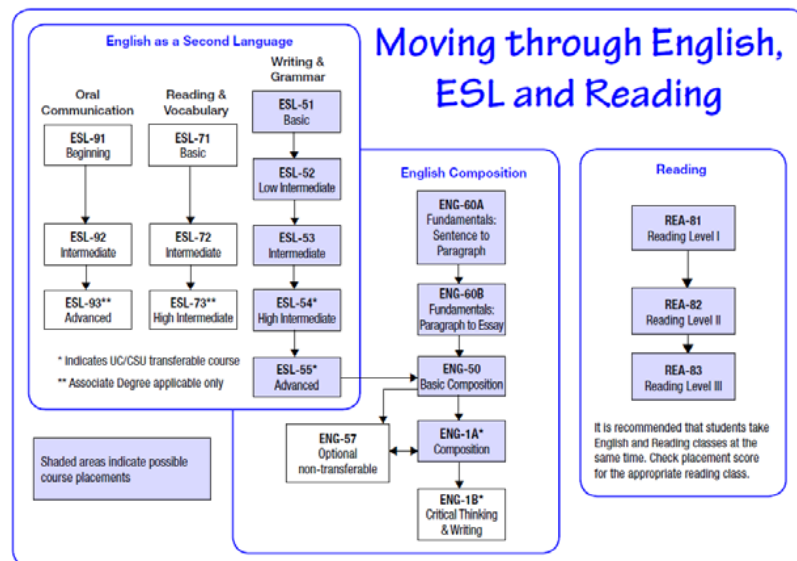 Moving through English,
ESL and Reading
English as a Second Language
Oral
Communication
ESL-91
Beginning
ESL-92
Intermediate
ESL-93**
Advanced
Reading &
Vocabulary
ESL-71
Basic
ESL-72
Intermediate
ESL-73**
High Intermediate
Writing &
Grammar
ESL-51
Basic
ESL-52
Low Intermediate
ESL-53
Intermediate
ESL-54*
High Intermediate
ESL-55*
Advanced
* Indicates UC/CSU transferable course
** Associate Degree applicable only
Shaded areas indicate possible
course placements
English Composition
ENG-60A
Fundamentals:
Sentence to
Paragraph
ENG-60B
Fundamentals:
Paragraph to Essay
ENG-50
Basic Composition
ENG-57
Optional
non-transferable
ENG-1A*
Composition
ENG-1B*
Critical Thinking
& Writing
Reading
REA-81
Reading Level I
REA-82
Reading Level II
REA-83
Reading Level III
It is recommended that students take
English and Reading classes at the
same time. Check placement score
for the appropriate reading class.